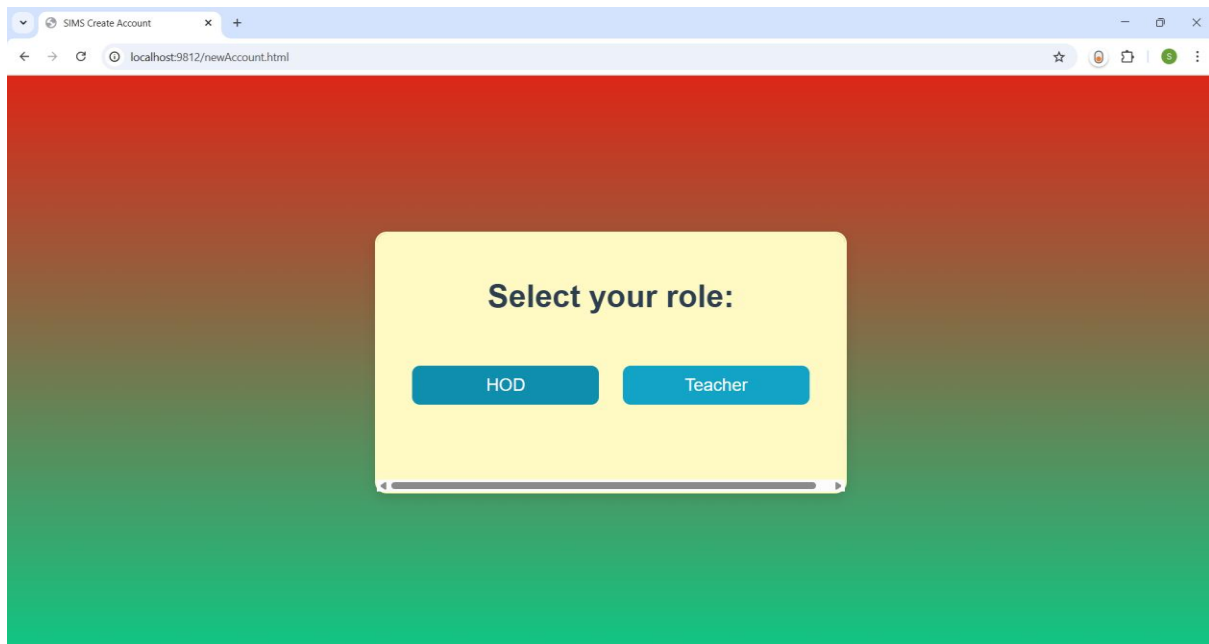 SIMS Create Account
localhost:9812/newAccount.html
S
Select your role:
HOD Teacher